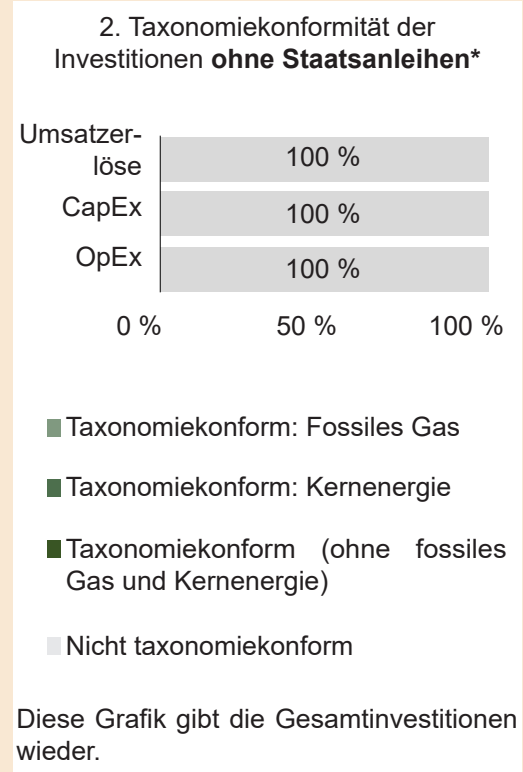 2. Taxonomiekonformität der
Investitionen ohne Staatsanleihen*
Umsatzer-
löse
100 %
CapEx
100 %
OpEx
100 %
0 % 50 % 100 %
Taxonomiekonform: Fossiles Gas
Taxonomiekonform: Kernenergie
Taxonomiekonform (ohne fossiles
Gas und Kernenergie)
Nicht taxonomiekonform
Diese Grafik gibt die Gesamtinvestitionen
wieder.